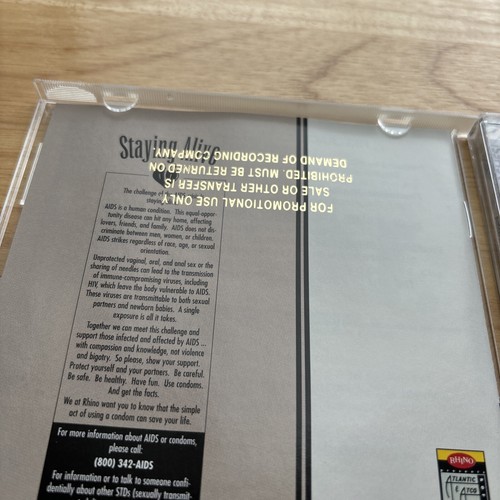 Staying Alive
FOR PROMOTIONAL USE ONLY
SALE OR OTHER TRANSFER IS
PROHIBITED. MUST BE RETURNED ON
DEMAND OF RECORDING COMPANY.
The challenge of
stayi
AIDS is a human condition. This equal-oppor-
tunity disease can hit any home, affecting
lovers, friends, and family. AIDS does not dis-
criminate between men, women, or children,
AIDS strikes regardless of race, age, or sexual
orientation.
Unprotected vaginal, oral, and anal sex or the
sharing of needles can lead to the transmission
of immune-compromising viruses, including
HIV, which leave the body vulnerable to AIDS.
These viruses are transmittable to both sexual
partners and newborn babies. A single
exposure is all it takes.
Together we can meet this challenge and
support those infected and affected by AIDS ...
with compassion and knowledge, not violence
and bigotry. So please, show your support.
Protect yourself and your partners. Be careful.
Be safe. Be healthy. Have fun. Use condoms.
And get the facts.
We at Rhino want you to know that the simple
act of using a condom can save your life.
For more information about AIDS or condoms,
please call:
(800) 342-AIDS
For information or to talk to someone confi-
dentially about other STDs (sexually transmit-
RHINO
ATLANTIC
& ATCO